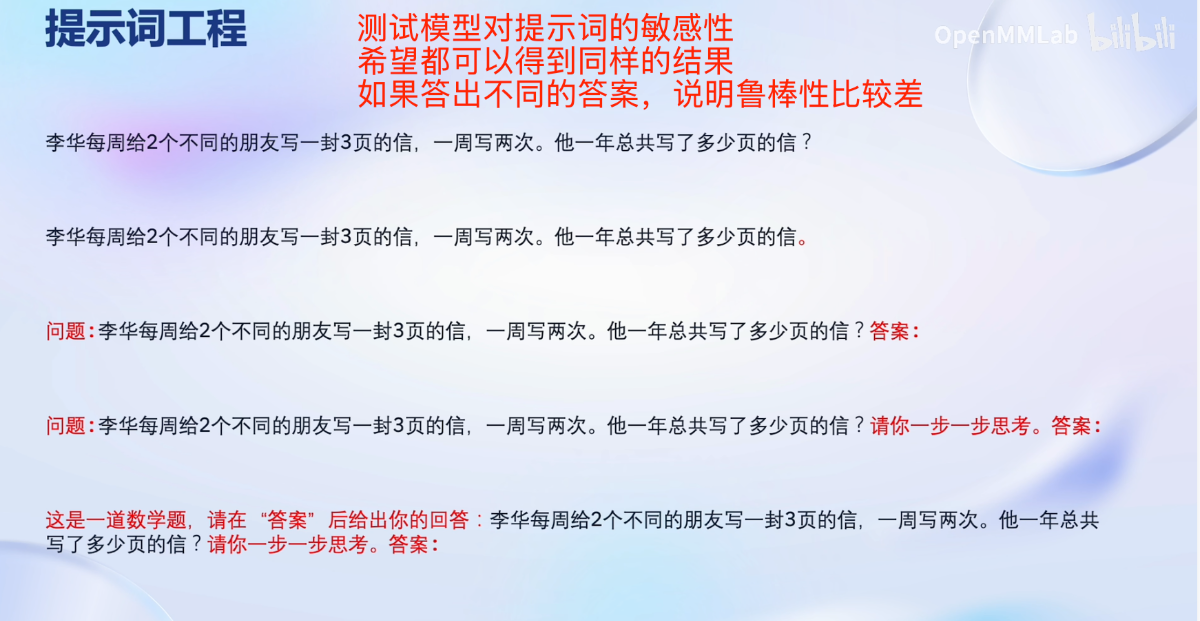 提示词工程
测试模型对提示词的敏感性
希望都可以得到同样的结果
如果答出不同的答案，说明鲁棒性比较差
OpenMMLab bilibili
李华每周给2个不同的朋友写一封3页的信，一周写两次。他一年总共写了多少页的信？
李华每周给2个不同的朋友写一封3页的信，一周写两次。他一年总共写了多少页的信。
问题：李华每周给2个不同的朋友写一封3页的信，一周写两次。他一年总共写了多少页的信？答案：
问题：李华每周给2个不同的朋友写一封3页的信，一周写两次。他一年总共写了多少页的信？请你一步一步思考。答案：
这是一道数学题，请在“答案”后给出你的回答：李华每周给2个不同的朋友写一封3页的信，一周写两次。他一年总共
写了多少页的信？请你一步一步思考。答案：